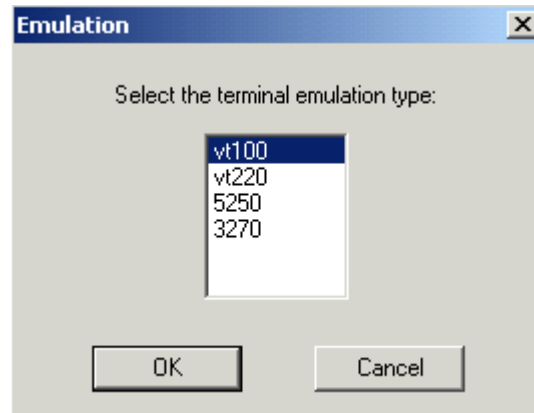 Emulation
Select the terminal emulation type:
vt100
vt220
5250
3270
OK Cancel